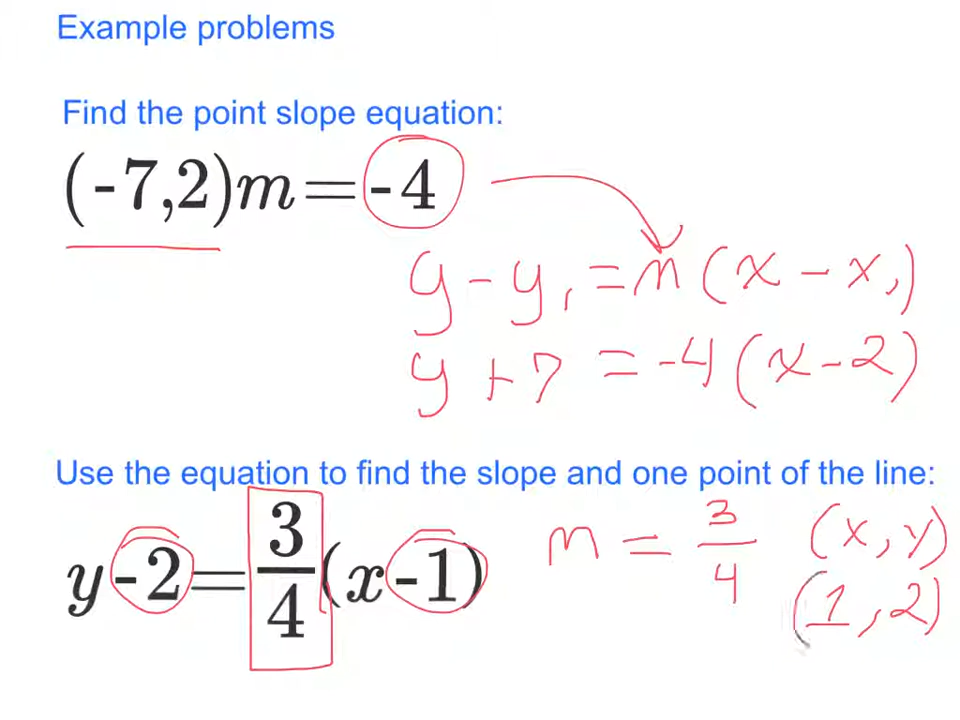 Example problems
Find the point slope equation:
(-7,2)m=-4
y-y₁=m(x-x₁)
y+7=-4(x-2)
Use the equation to find the slope and one point of the line:
y-2=3/4(x-1) m=3/4 (x,y)
(1,2)